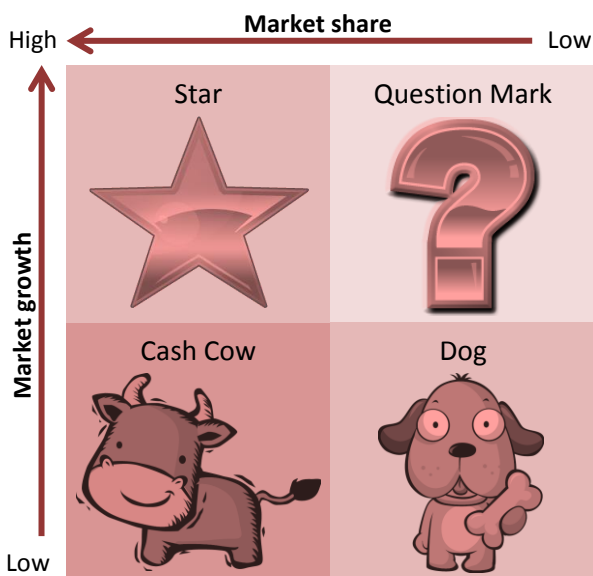 Market share
High
Low
Star
Question Mark
Market growth
Cash Cow
Dog
Low